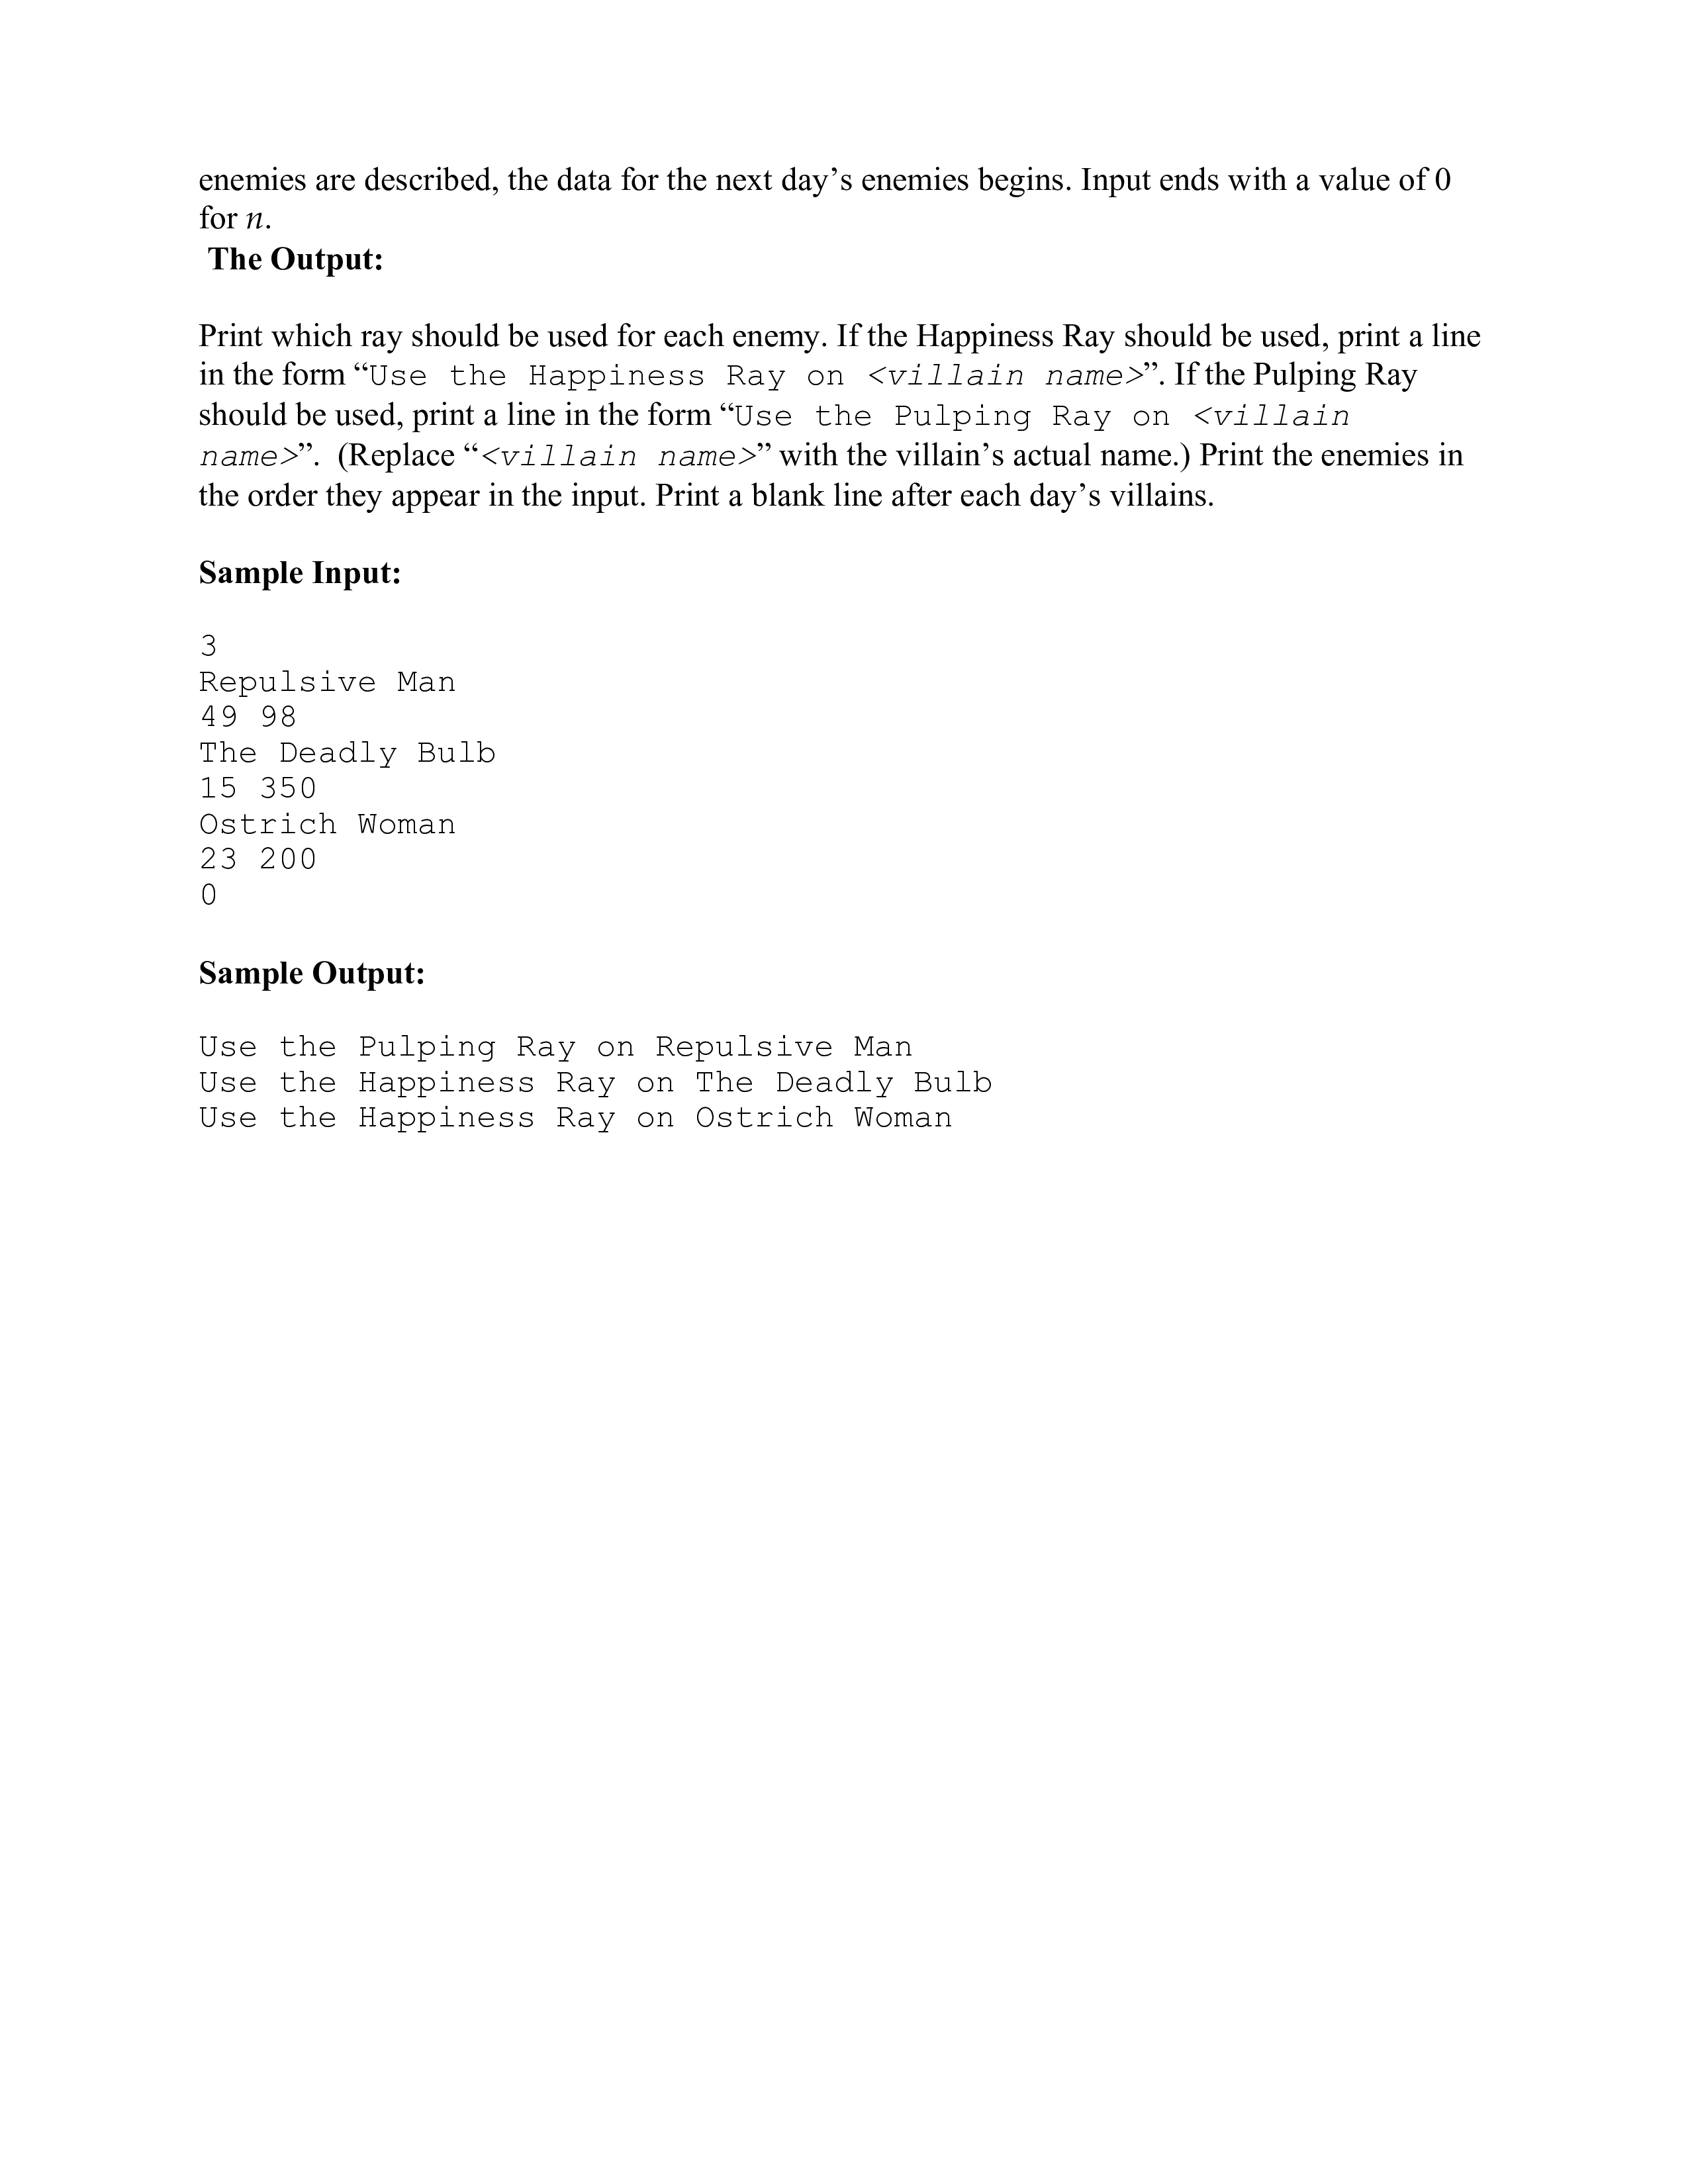 enemies are described, the data for the next day’s enemies begins. Input ends with a value of 0
for n.
The Output:
Print which ray should be used for each enemy. If the Happiness Ray should be used, print a line
in the form “Use the Happiness Ray on <villain name>”. If the Pulping Ray
should be used, print a line in the form “Use the Pulping Ray on <villain
name>”.  (Replace “<villain name>” with the villain’s actual name.) Print the enemies in
the order they appear in the input. Print a blank line after each day’s villains.
Sample Input:
3
Repulsive Man
49 98
The Deadly Bulb
15 350
Ostrich Woman
23 200
0
Sample Output:
Use the Pulping Ray on Repulsive Man
Use the Happiness Ray on The Deadly Bulb
Use the Happiness Ray on Ostrich Woman